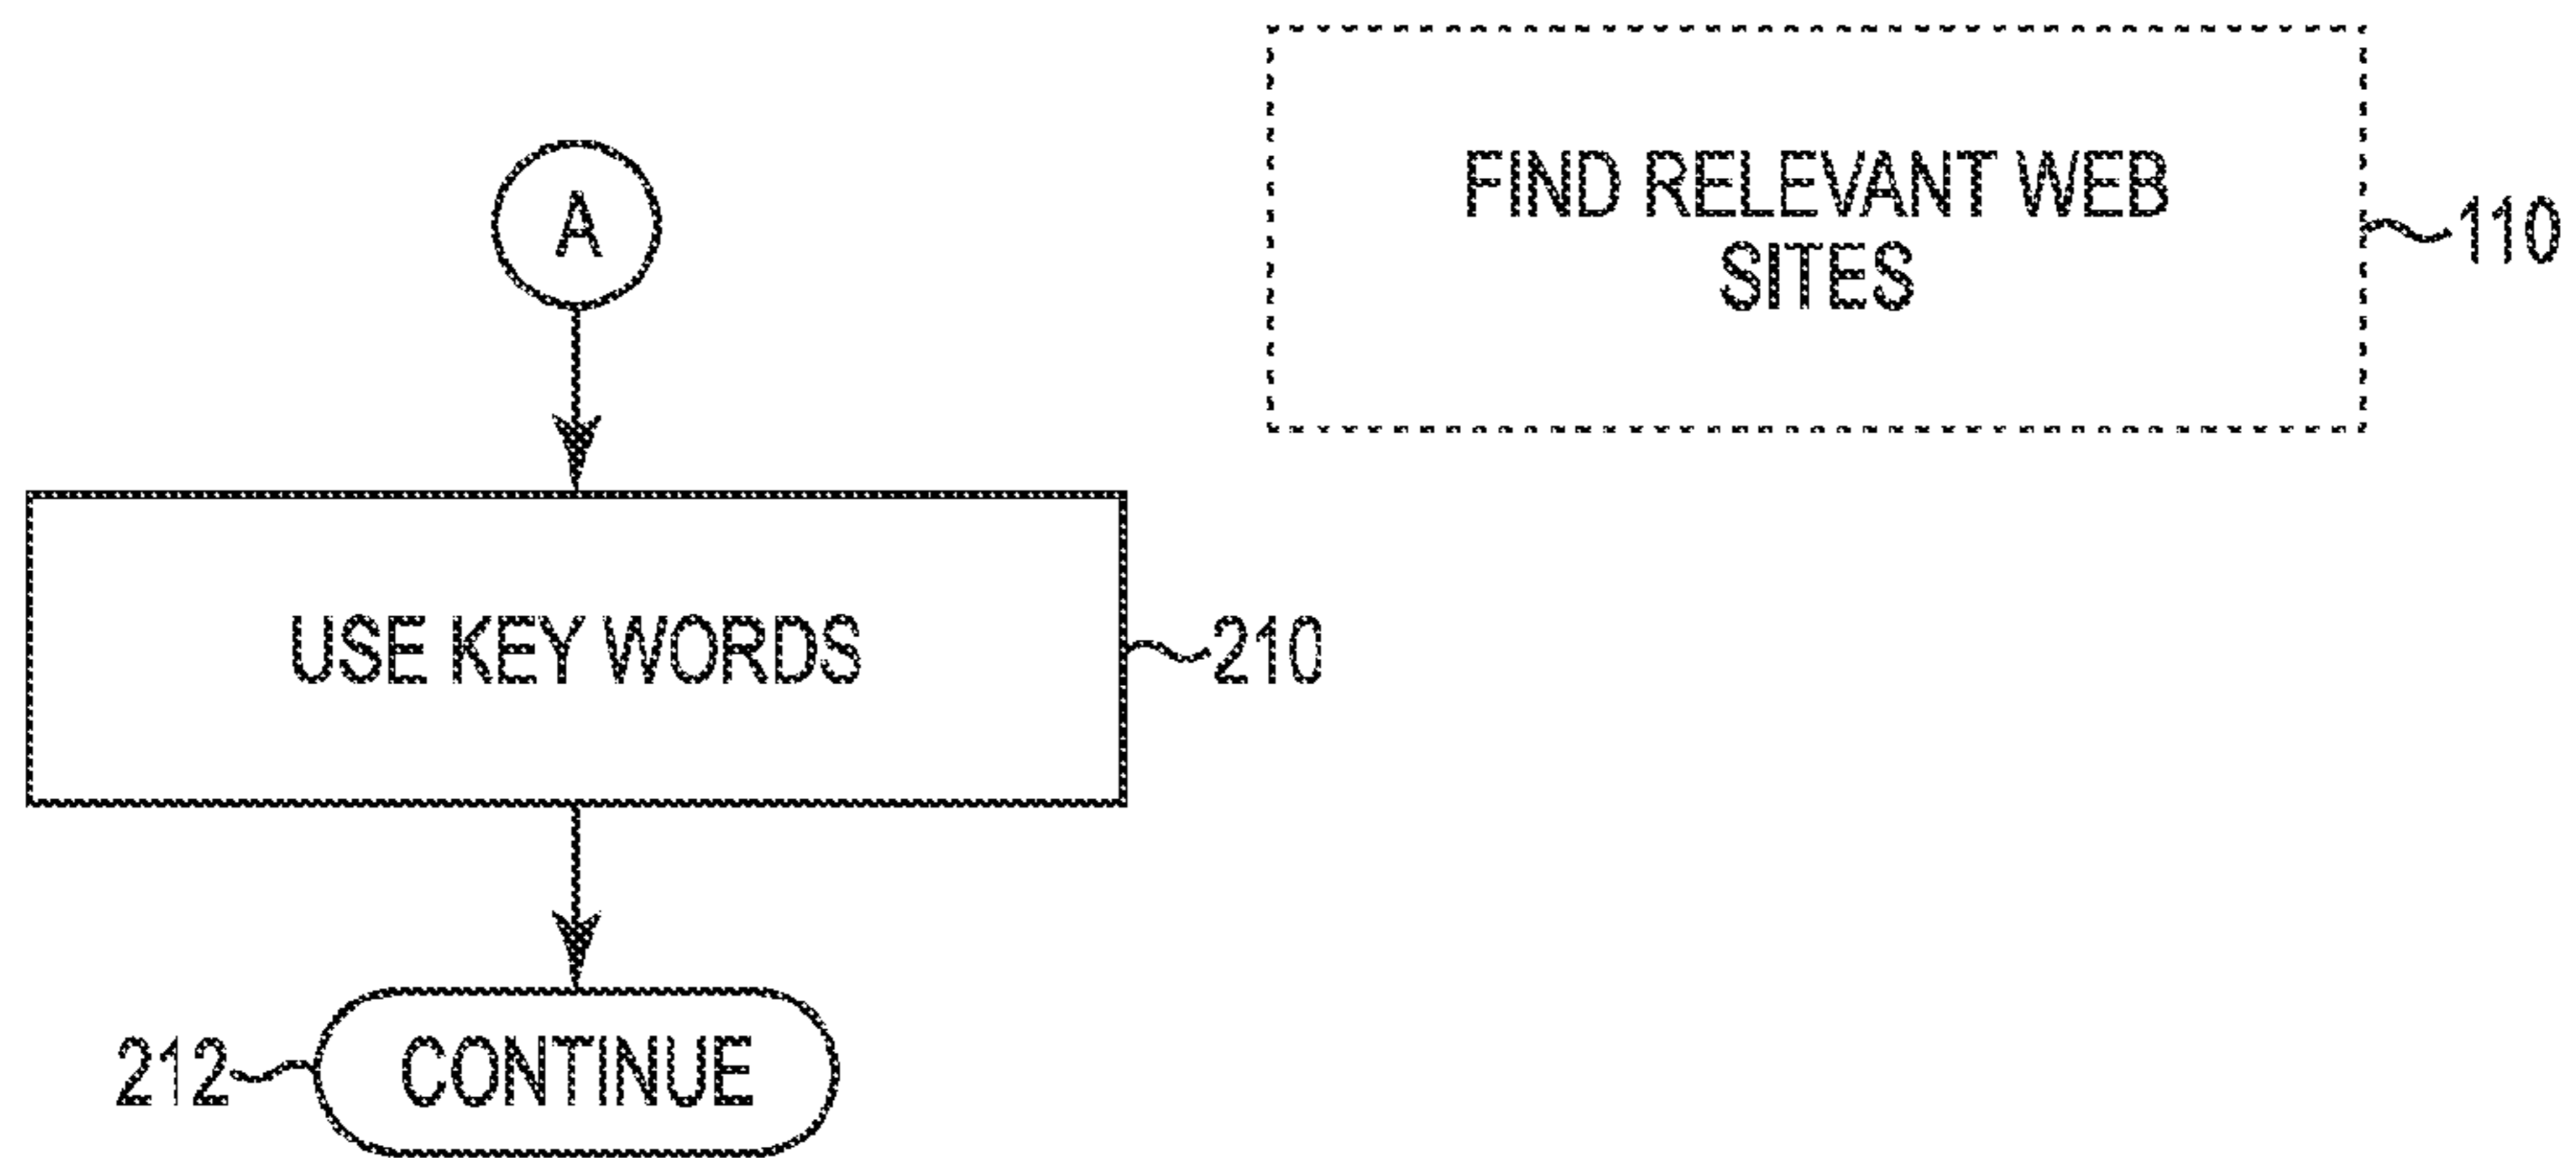 A
FIND RELEVANT WEB
SITES
110
USE KEY WORDS
210
212
CONTINUE